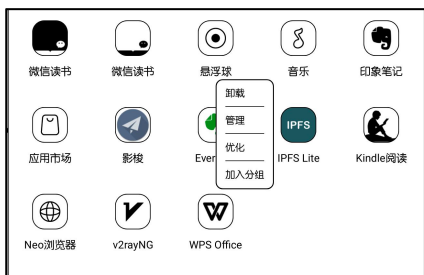 微信读书
微信读书
悬浮球
音乐
印象笔记
卸载
管理
优化
加入分组
应用市场
影梭
Ever
IPFS
IPFS Lite
Kindle阅读
Neo浏览器
v2rayNG
WPS Office